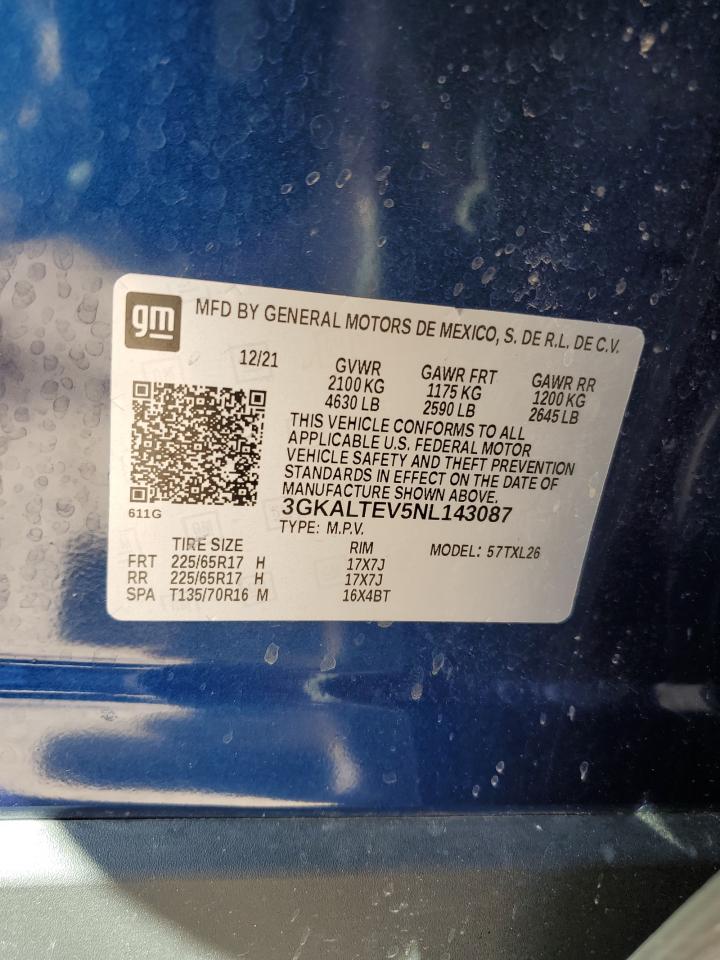 gm MFD BY GENERAL MOTORS DE MEXICO, S. DE R.L. DE C.V.
12/21 GVWR GAWR FRT GAWR RR
2100 KG 1175 KG 1200 KG
4630 LB 2590 LB 2645 LB
THIS VEHICLE CONFORMS TO ALL
APPLICABLE U.S. FEDERAL MOTOR
VEHICLE SAFETY AND THEFT PREVENTION
STANDARDS IN EFFECT ON THE DATE OF
MANUFACTURE SHOWN ABOVE.
611G 3GKALTEV5NL143087
TYPE: M.P.V.
TIRE SIZE RIM MODEL: 57TXL26
FRT 225/65R17 H 17X7J
RR 225/65R17 H 17X7J
SPA T135/70R16 M 16X4BT